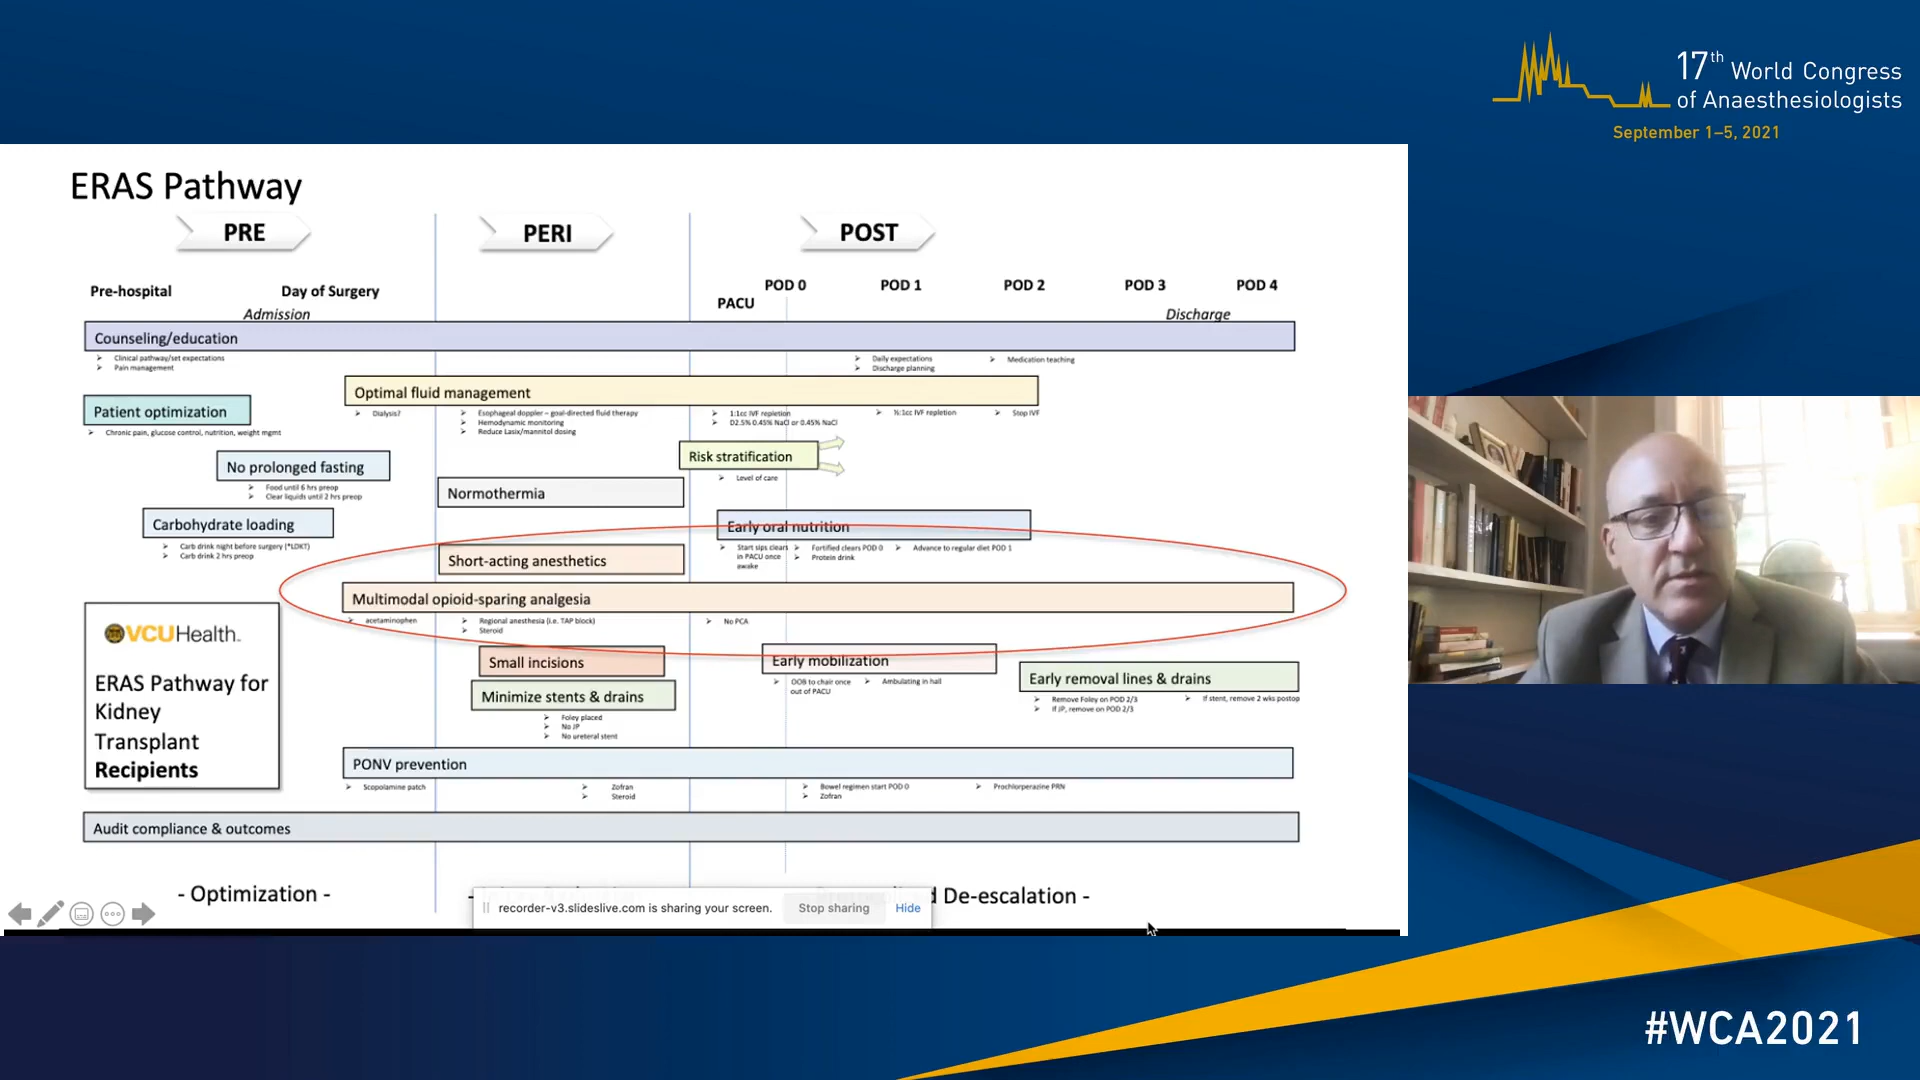 17th World Congress
of Anaesthesiologists
September 1–5, 2021
ERAS Pathway
PRE
PERI
POST
Pre-hospital
Day of Surgery
Admission
PACU
POD 0
POD 1
POD 2
POD 3
POD 4
Discharge
Counseling/education
Clinical pathway/set expectations
Pain management
Daily expectations
Discharge planning
Medication teaching
Optimal fluid management
Dialysis?
Esophageal doppler – goal-directed fluid therapy
Hemodynamic monitoring
Reduce Lasix/mannitol dosing
1:1cc IVF repletion
D2.5% 0.45% NaCl or 0.45% NaCl
½:1cc IVF repletion
Stop IVF
Patient optimization
Chronic pain, glucose control, nutrition, weight mgmt
Risk stratification
Level of care
No prolonged fasting
Food until 6 hrs preop
Clear liquids until 2 hrs preop
Normothermia
Carbohydrate loading
Carb drink night before surgery (*LDKT)
Carb drink 2 hrs preop
Early oral nutrition
Start sips clears
in PACU once
awake
Fortified clears POD 0
Protein drink
Advance to regular diet POD 1
Short-acting anesthetics
Multimodal opioid-sparing analgesia
acetaminophen
Regional anesthesia (i.e. TAP block)
Steroid
No PCA
VCUHealth™
ERAS Pathway for
Kidney
Transplant
Recipients
Small incisions
Early mobilization
OOB to chair once
out of PACU
Ambulating in hall
Minimize stents & drains
Foley placed
No JP
No ureteral stent
Early removal lines & drains
Remove Foley on POD 2/3
If JP, remove on POD 2/3
If stent, remove 2 wks postop
PONV prevention
Scopolamine patch
Zofran
Steroid
Bowel regimen start POD 0
Zofran
Prochlorperazine PRN
Audit compliance & outcomes
- Optimization -
De-escalation -
recorder-v3.slideslive.com is sharing your screen.
Stop sharing
Hide
#WCA2021